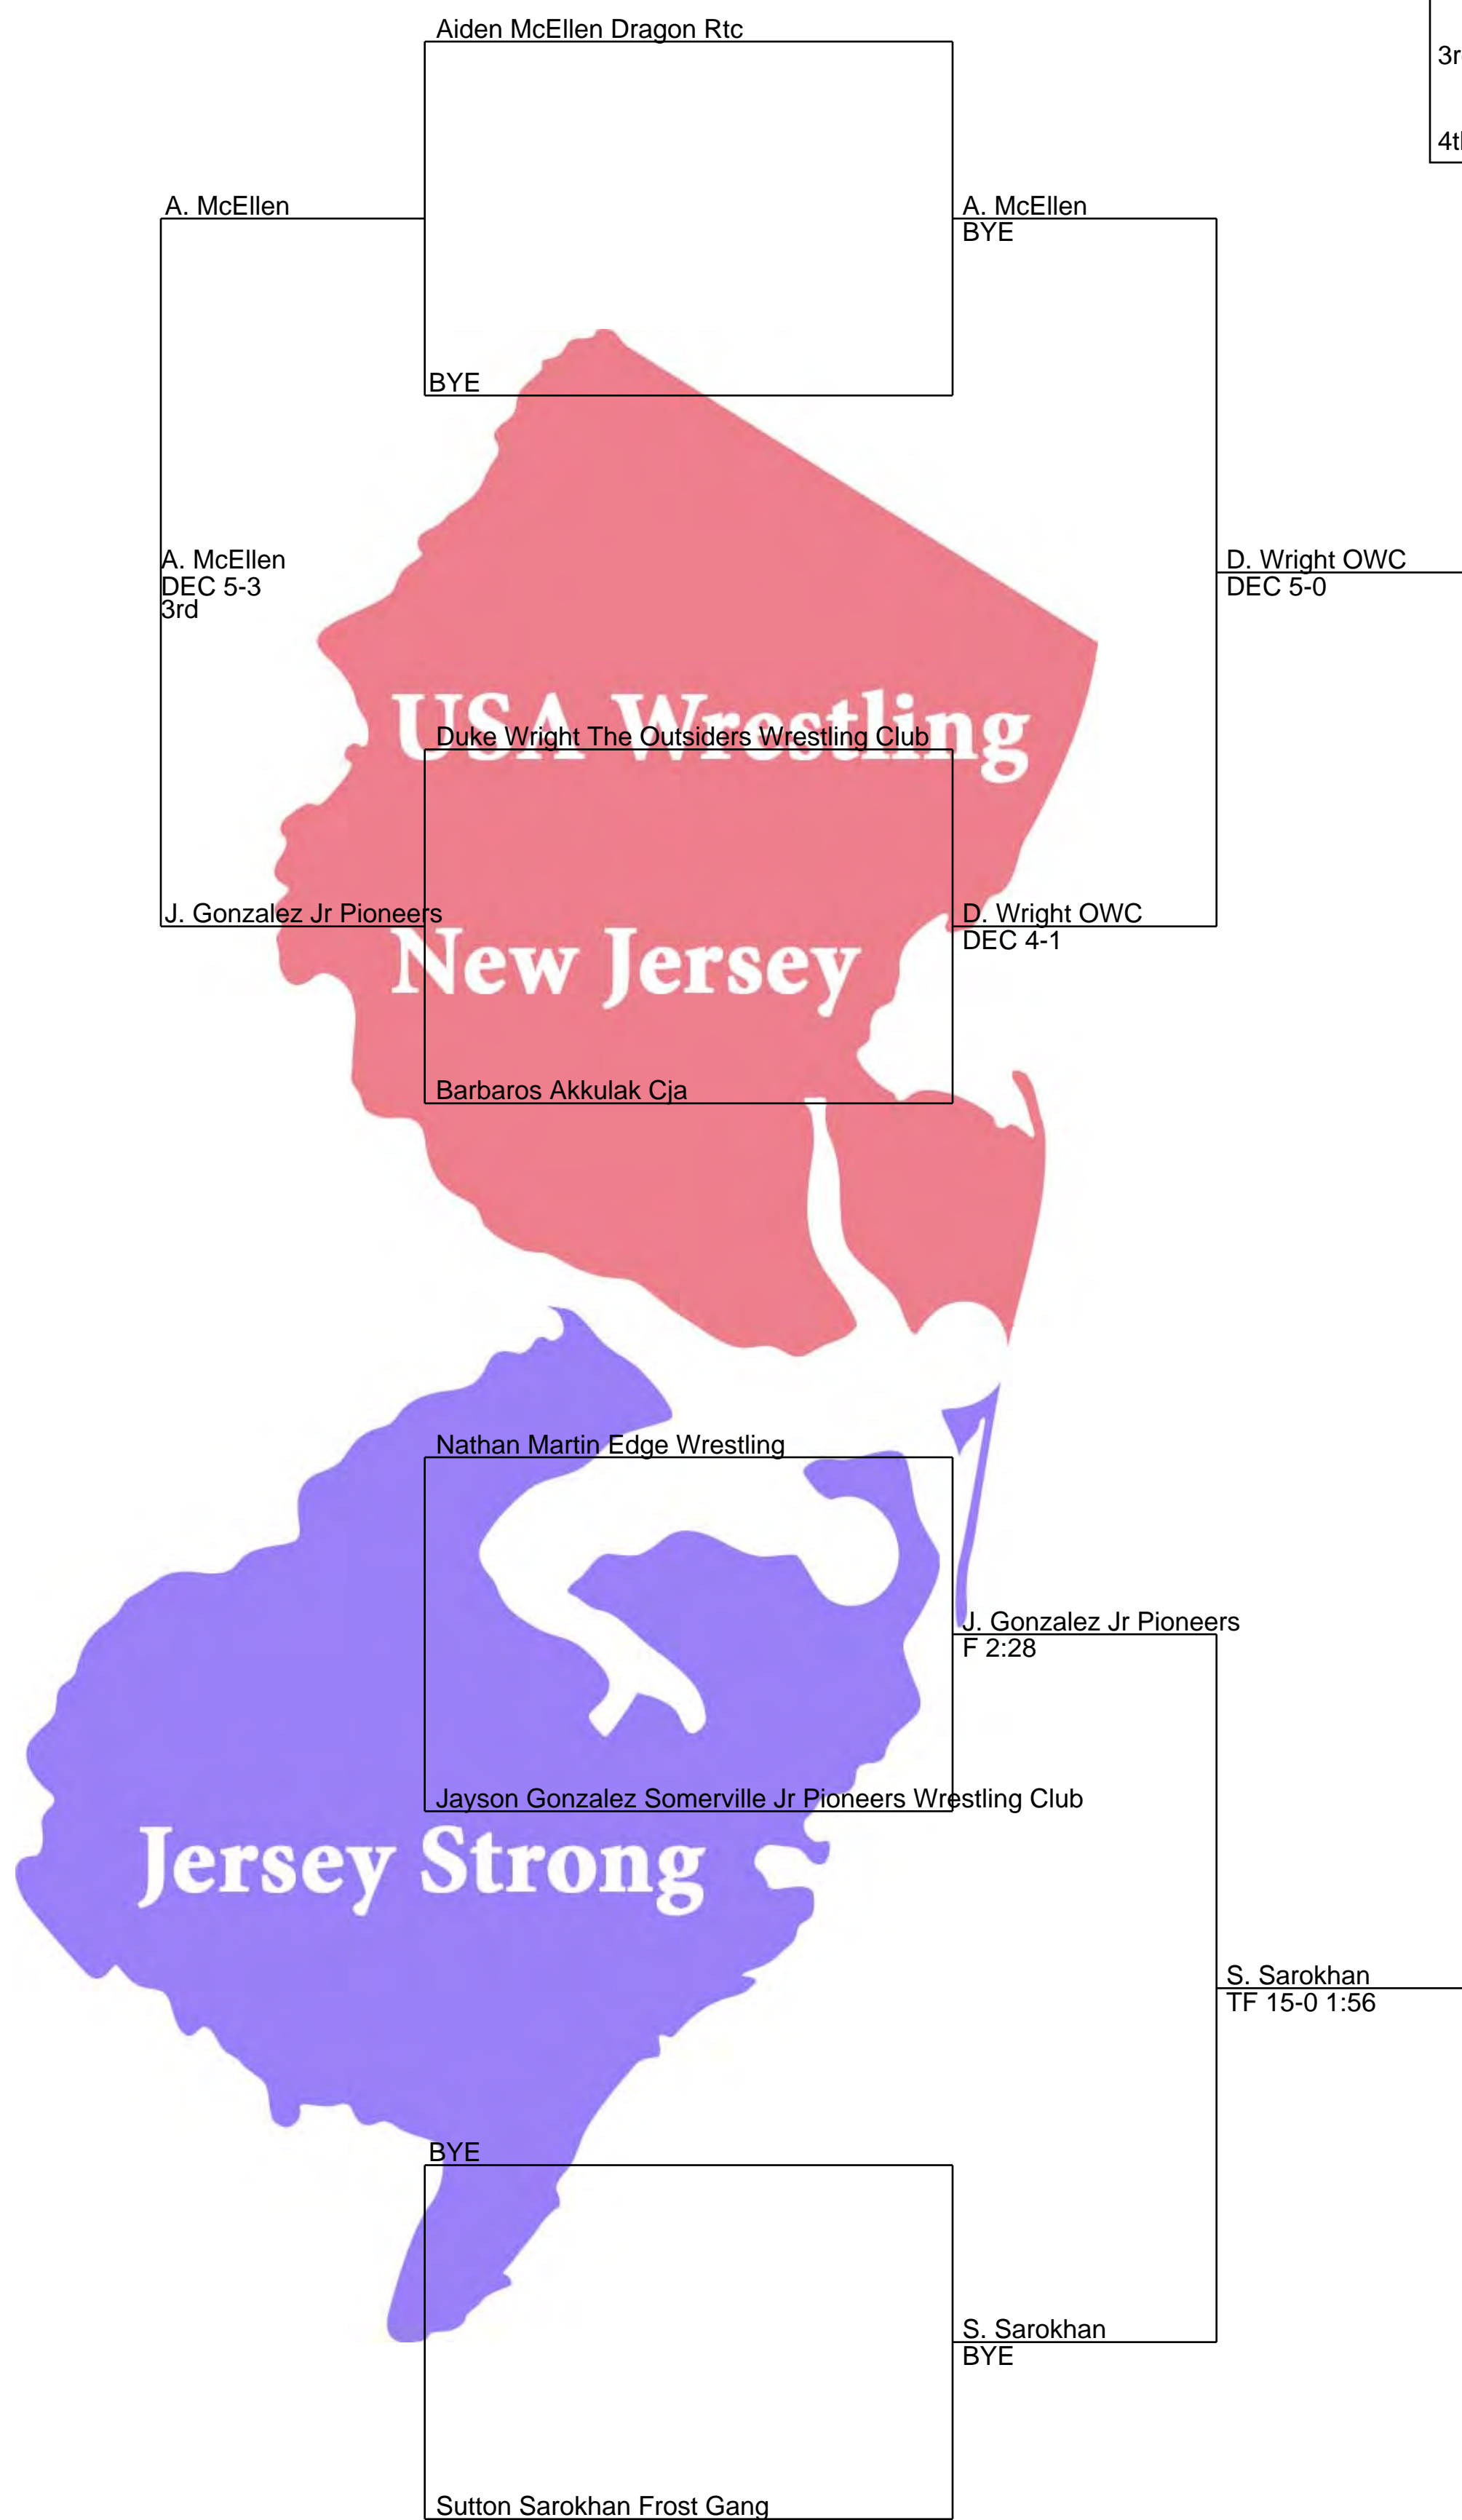 Aiden McEllen Dragon Rtc
A. McEllen
A. McEllen
BYE
BYE
A. McEllen
DEC 5-3
3rd
D. Wright OWC
DEC 5-0
USA Wrestling
Duke Wright The Outsiders Wrestling Club
J. Gonzalez Jr Pioneers
D. Wright OWC
DEC 4-1
New Jersey
Barbaros Akkulak Cja
Nathan Martin Edge Wrestling
J. Gonzalez Jr Pioneers
F 2:28
Jayson Gonzalez Somerville Jr Pioneers Wrestling Club
Jersey Strong
S. Sarokhan
TF 15-0 1:56
BYE
S. Sarokhan
BYE
Sutton Sarokhan Frost Gang